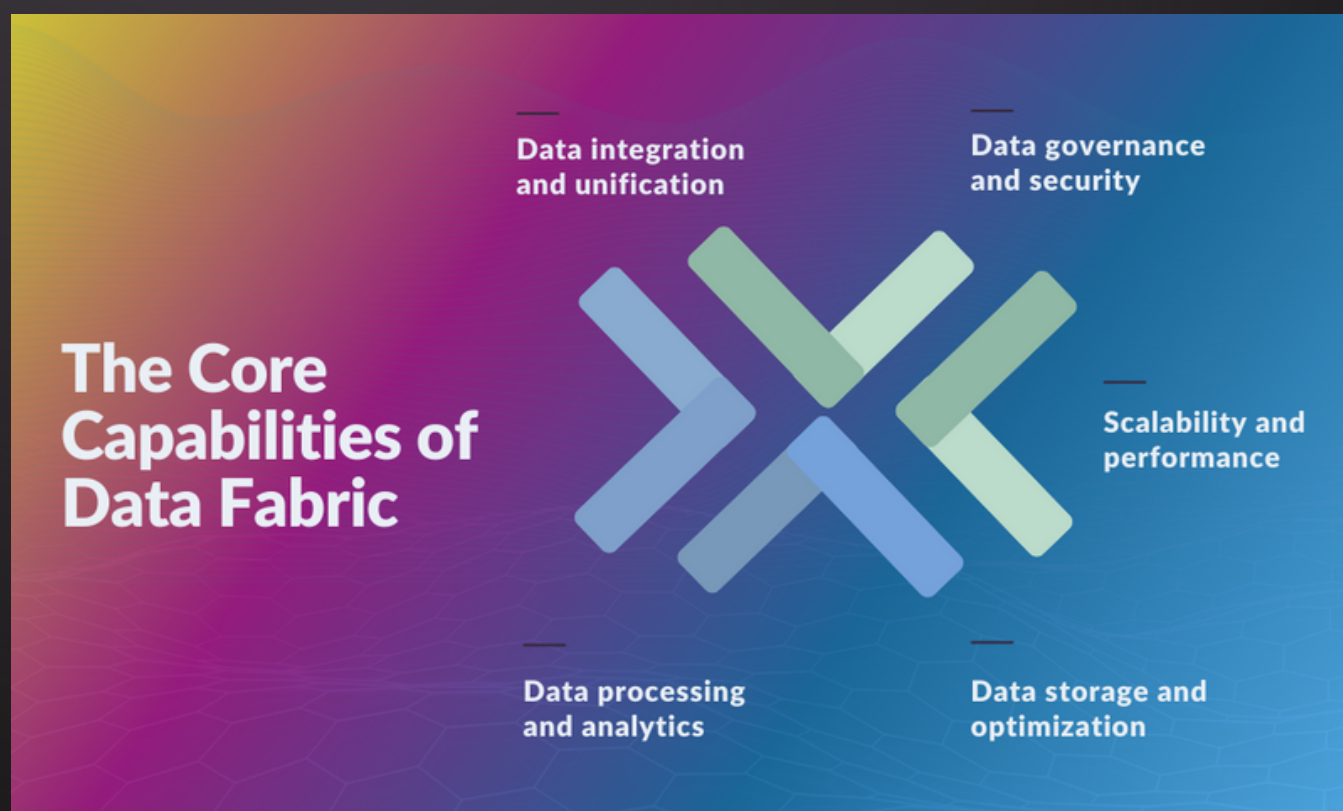 The Core
Capabilities of
Data Fabric
Data integration
and unification
Data governance
and security
Scalability and
performance
Data processing
and analytics
Data storage and
optimization